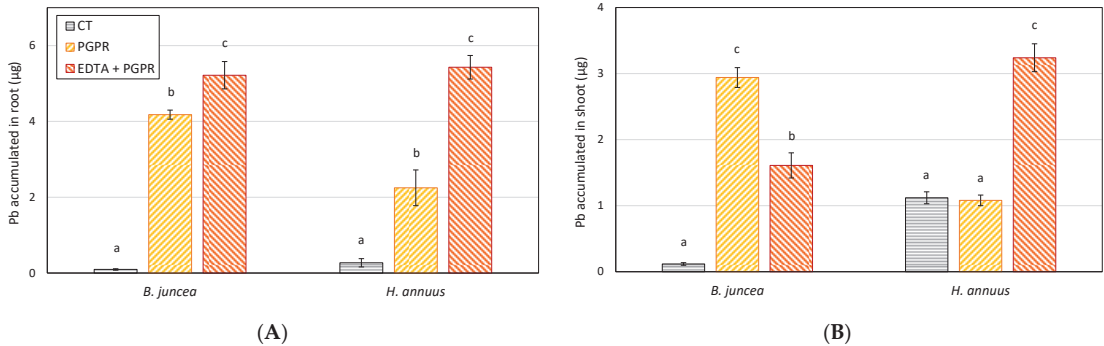 Pb accumulated in root (µg)
6
4
2
0
CT
PGPR
EDTA + PGPR
a
b
c
a
b
c
B. juncea
H. annuus
(A)
Pb accumulated in shoot (µg)
4
3
2
1
0
a
c
b
a
a
c
B. juncea
H. annuus
(B)